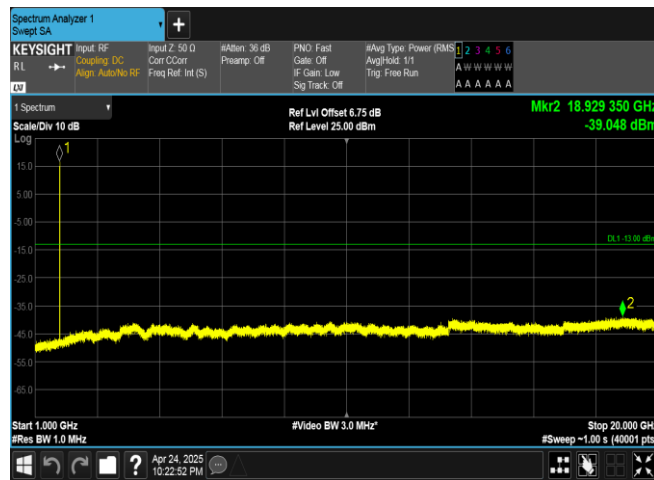 Spectrum Analyzer 1
Swept SA
KEYSIGHT
RL
LXI
Input: RF
Coupling: DC
Align: Auto/No RF
Input Z: 50 Ω
Corr CCorr
Freq Ref: Int (S)
#Atten: 36 dB
Preamp: Off
PNO: Fast
Gate: Off
IF Gain: Low
Sig Track: Off
#Avg Type: Power (RMS
Avg|Hold: 1/1
Trig: Free Run
1 2 3 4 5 6
A W W W W W
A A A A A A
1 Spectrum
Scale/Div 10 dB
Log
Ref Lvl Offset 6.75 dB
Ref Level 25.00 dBm
Mkr2 18.929 350 GHz
-39.048 dBm
1
15.0
5.00
-5.00
DL1 -13.00 dBm
-15.0
-25.0
-35.0
2
-45.0
-55.0
-65.0
Start 1.000 GHz
#Res BW 1.0 MHz
#Video BW 3.0 MHz*
Stop 20.000 GHz
#Sweep ~1.00 s (40001 pts
Apr 24, 2025
10:22:52 PM